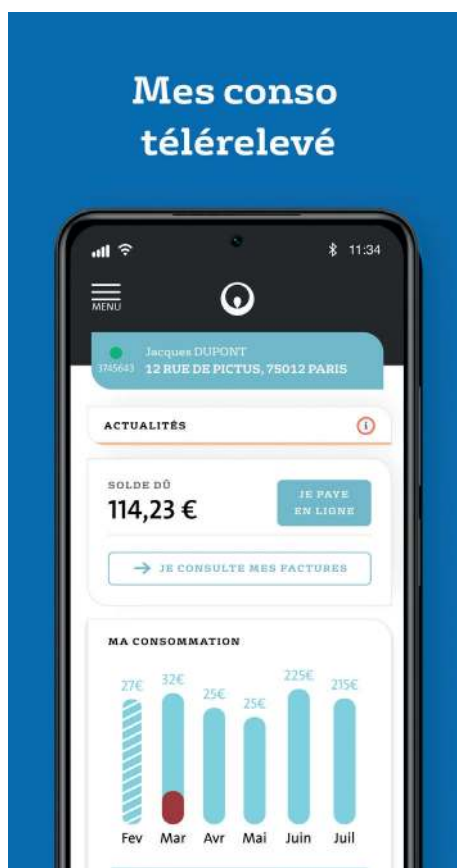 Mes conso
télérelevé
11:34
MENU
Jacques DUPONT
3745643 12 RUE DE PICTUS, 75012 PARIS
ACTUALITÉS
SOLDE DÛ
114,23 €
JE PAYE
EN LIGNE
→ JE CONSULTE MES FACTURES
MA CONSOMMATION
27€ 32€ 25€ 25€ 225€ 215€
Fev Mar Avr Mai Juin Juil